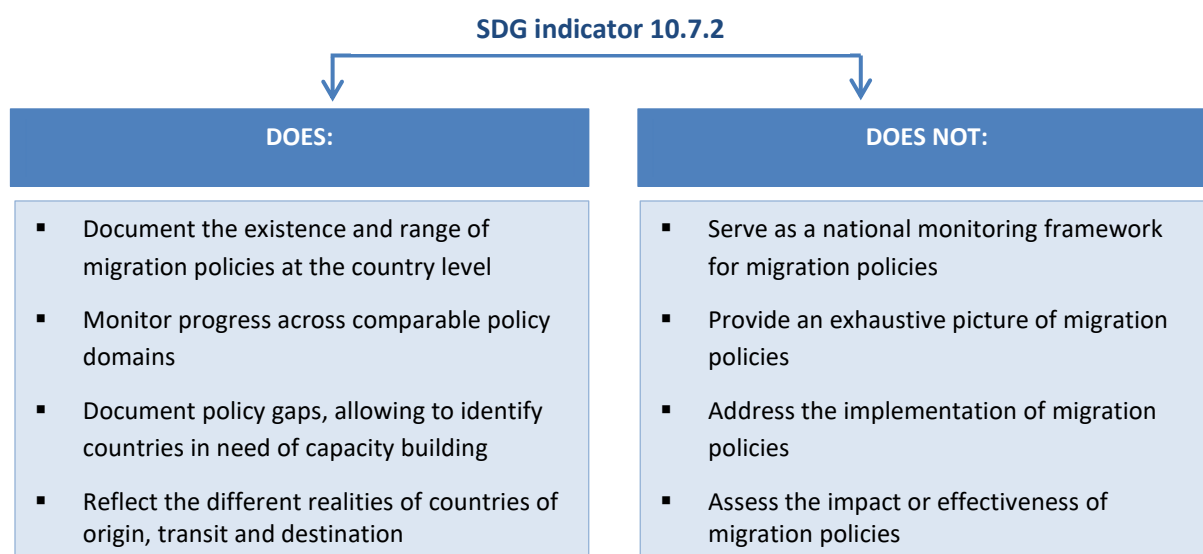 SDG indicator 10.7.2
DOES:
▪ Document the existence and range of
migration policies at the country level
▪ Monitor progress across comparable policy
domains
▪ Document policy gaps, allowing to identify
countries in need of capacity building
▪ Reflect the different realities of countries of
origin, transit and destination
DOES NOT:
▪ Serve as a national monitoring framework
for migration policies
▪ Provide an exhaustive picture of migration
policies
▪ Address the implementation of migration
policies
▪ Assess the impact or effectiveness of
migration policies